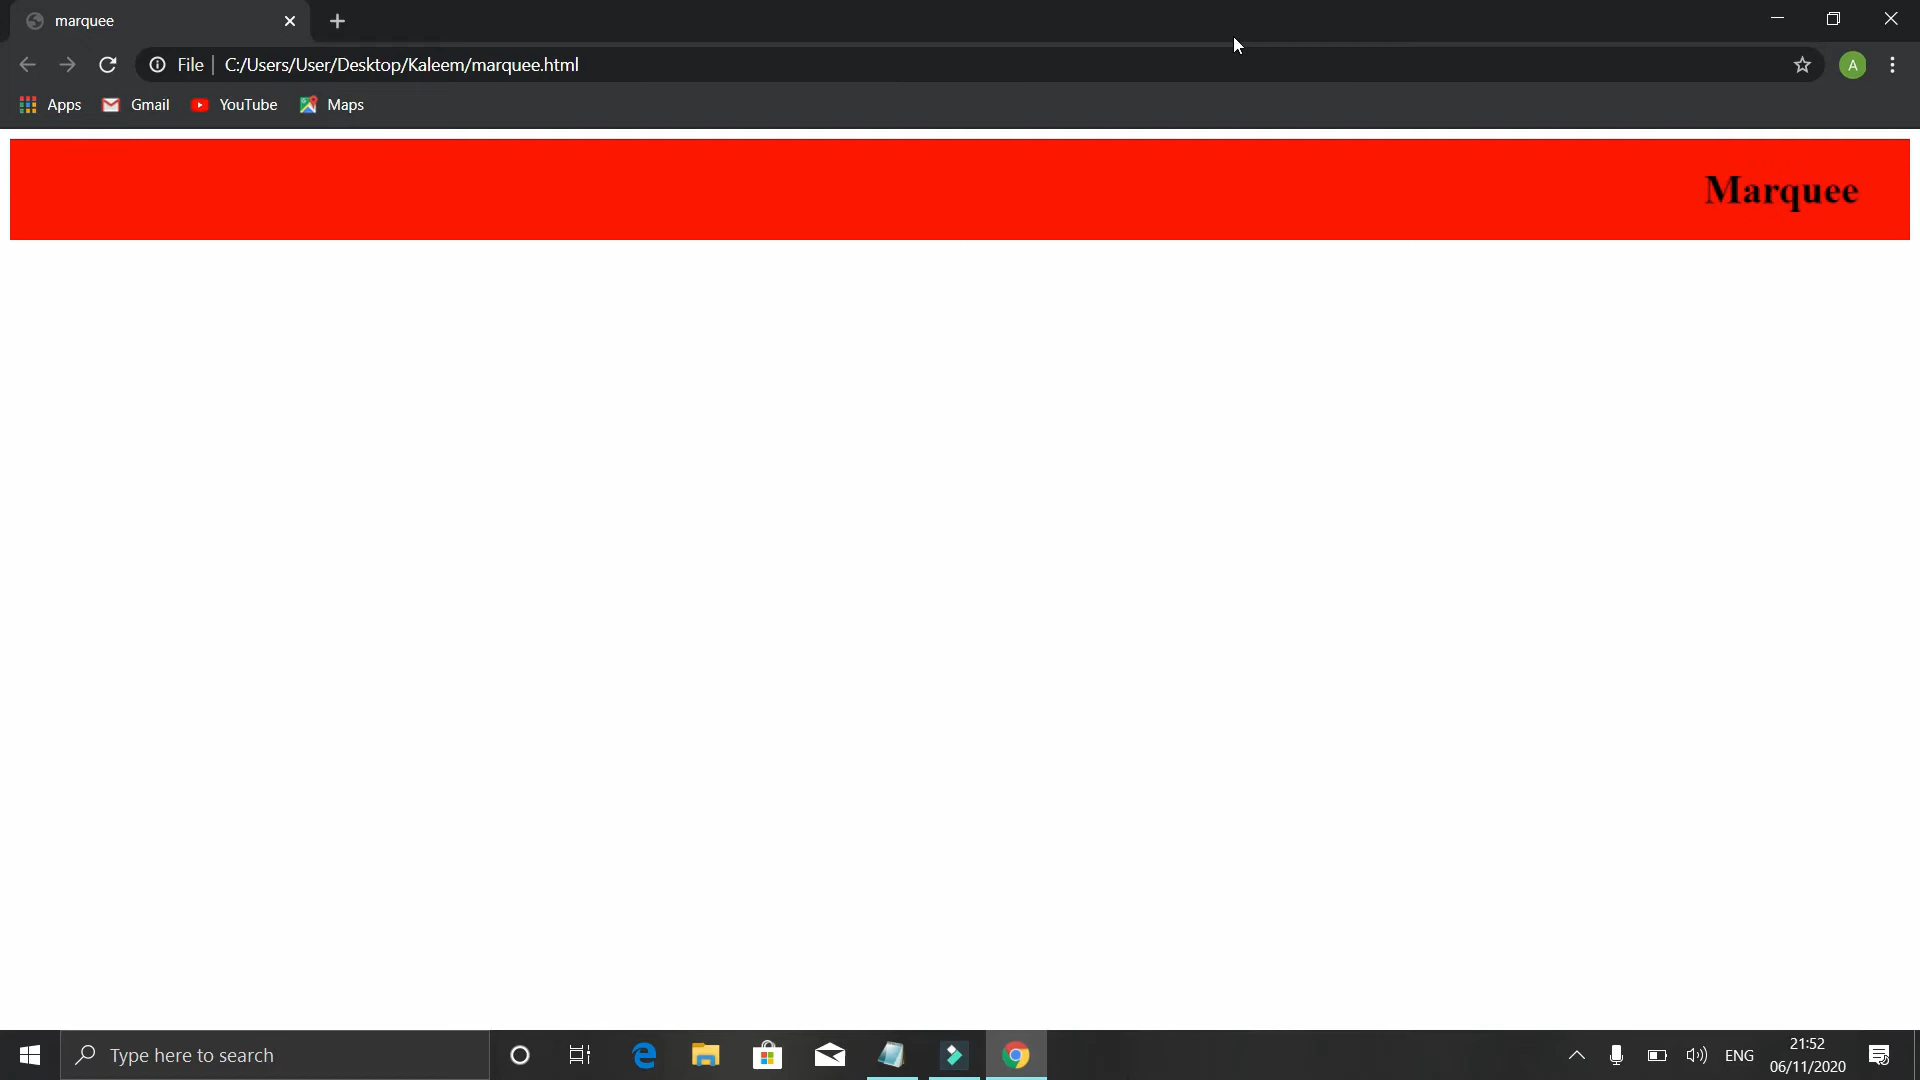 marquee
File C:/Users/User/Desktop/Kaleem/marquee.html
A
Apps Gmail YouTube Maps
Marquee
Type here to search
ENG
21:52
06/11/2020